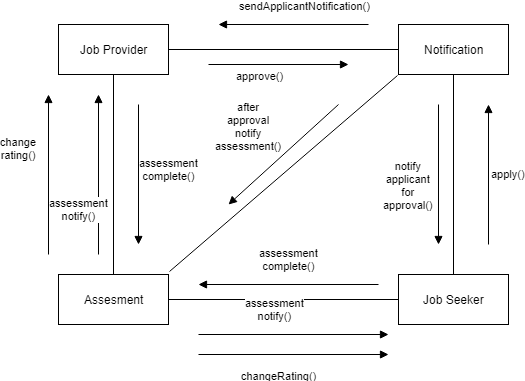 sendApplicantNotification()
Job Provider
Notification
approve()
after
approval
notify
assessment()
change
rating()
assessment
complete()
notify
applicant
for
approval()
apply()
assessment
notify()
assessment
complete()
Assesment
assessment
notify()
Job Seeker
changeRating()